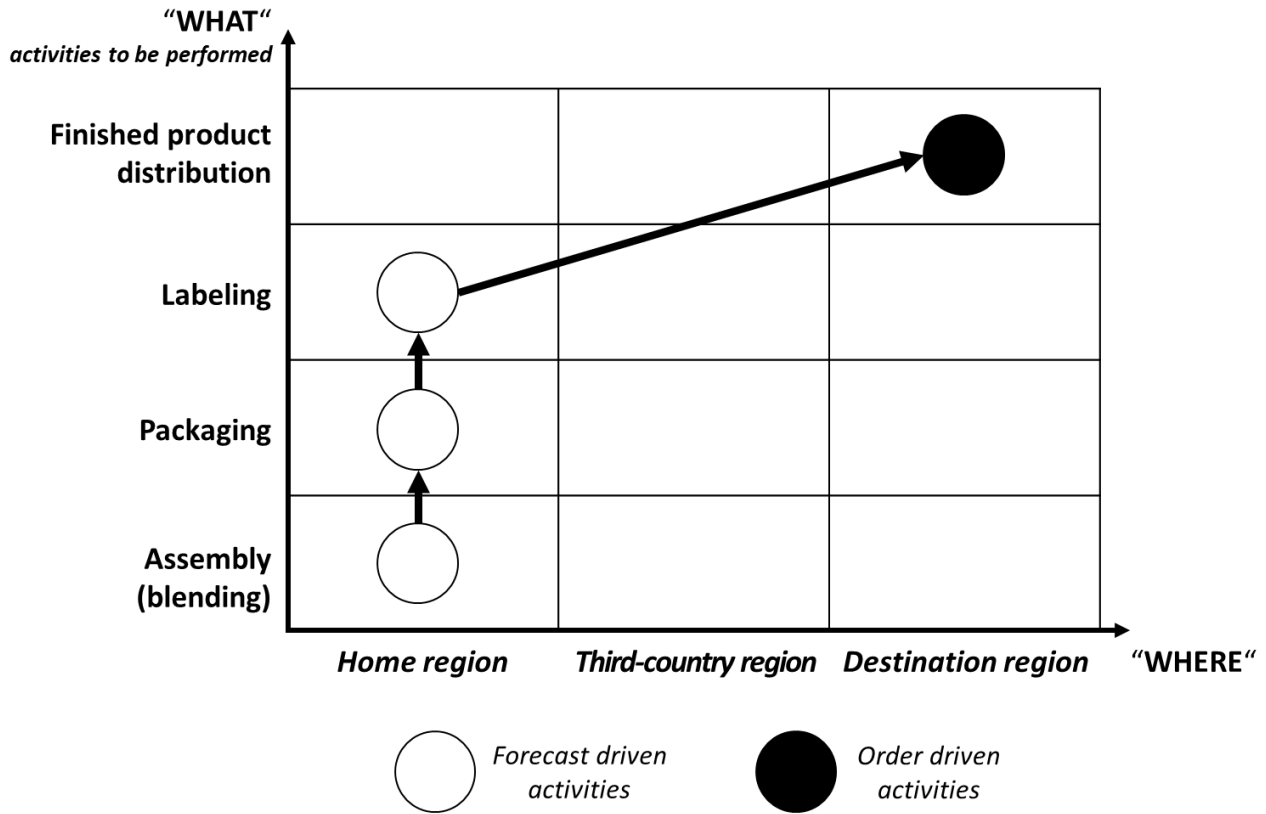 “WHAT“
activities to be performed
Finished product
distribution
Labeling
Packaging
Assembly
(blending)
Home region
Third-country region
Destination region
“WHERE“
Forecast driven
activities
Order driven
activities